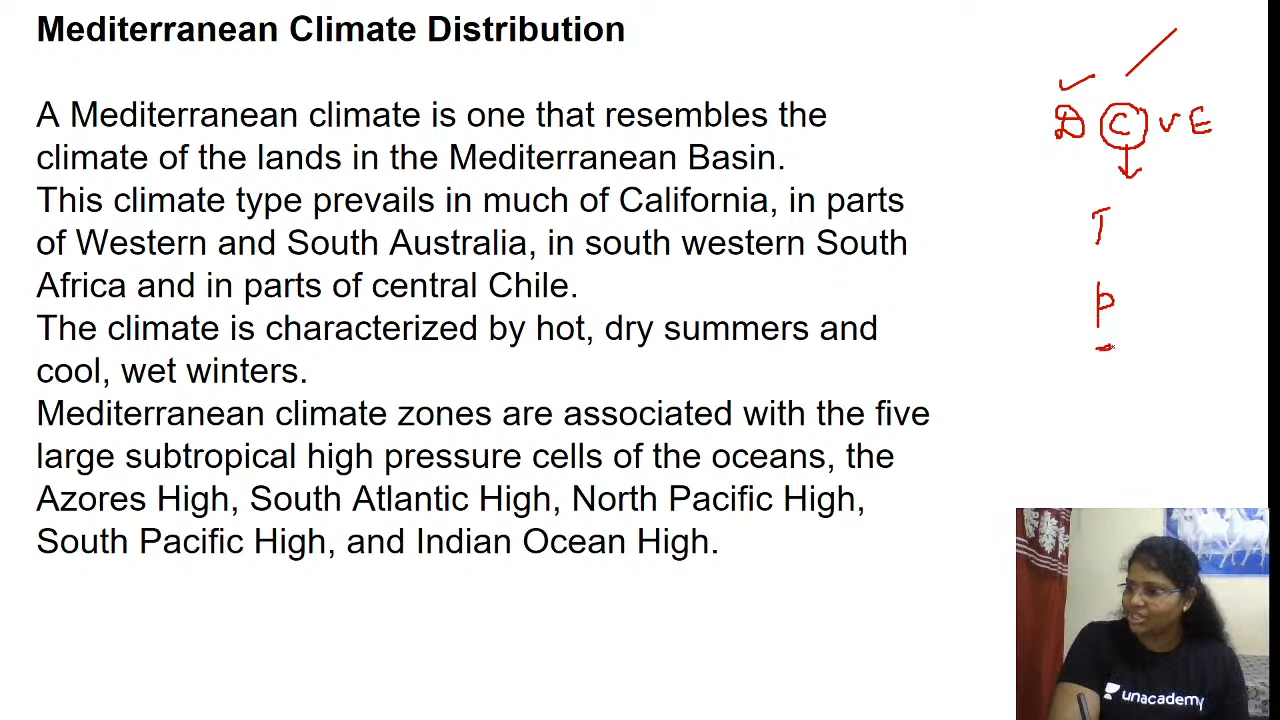 Mediterranean Climate Distribution
A Mediterranean climate is one that resembles the
climate of the lands in the Mediterranean Basin.
This climate type prevails in much of California, in parts
of Western and South Australia, in south western South
Africa and in parts of central Chile.
The climate is characterized by hot, dry summers and
cool, wet winters.
Mediterranean climate zones are associated with the five
large subtropical high pressure cells of the oceans, the
Azores High, South Atlantic High, North Pacific High,
South Pacific High, and Indian Ocean High.
D C V E
T
P
unacademy